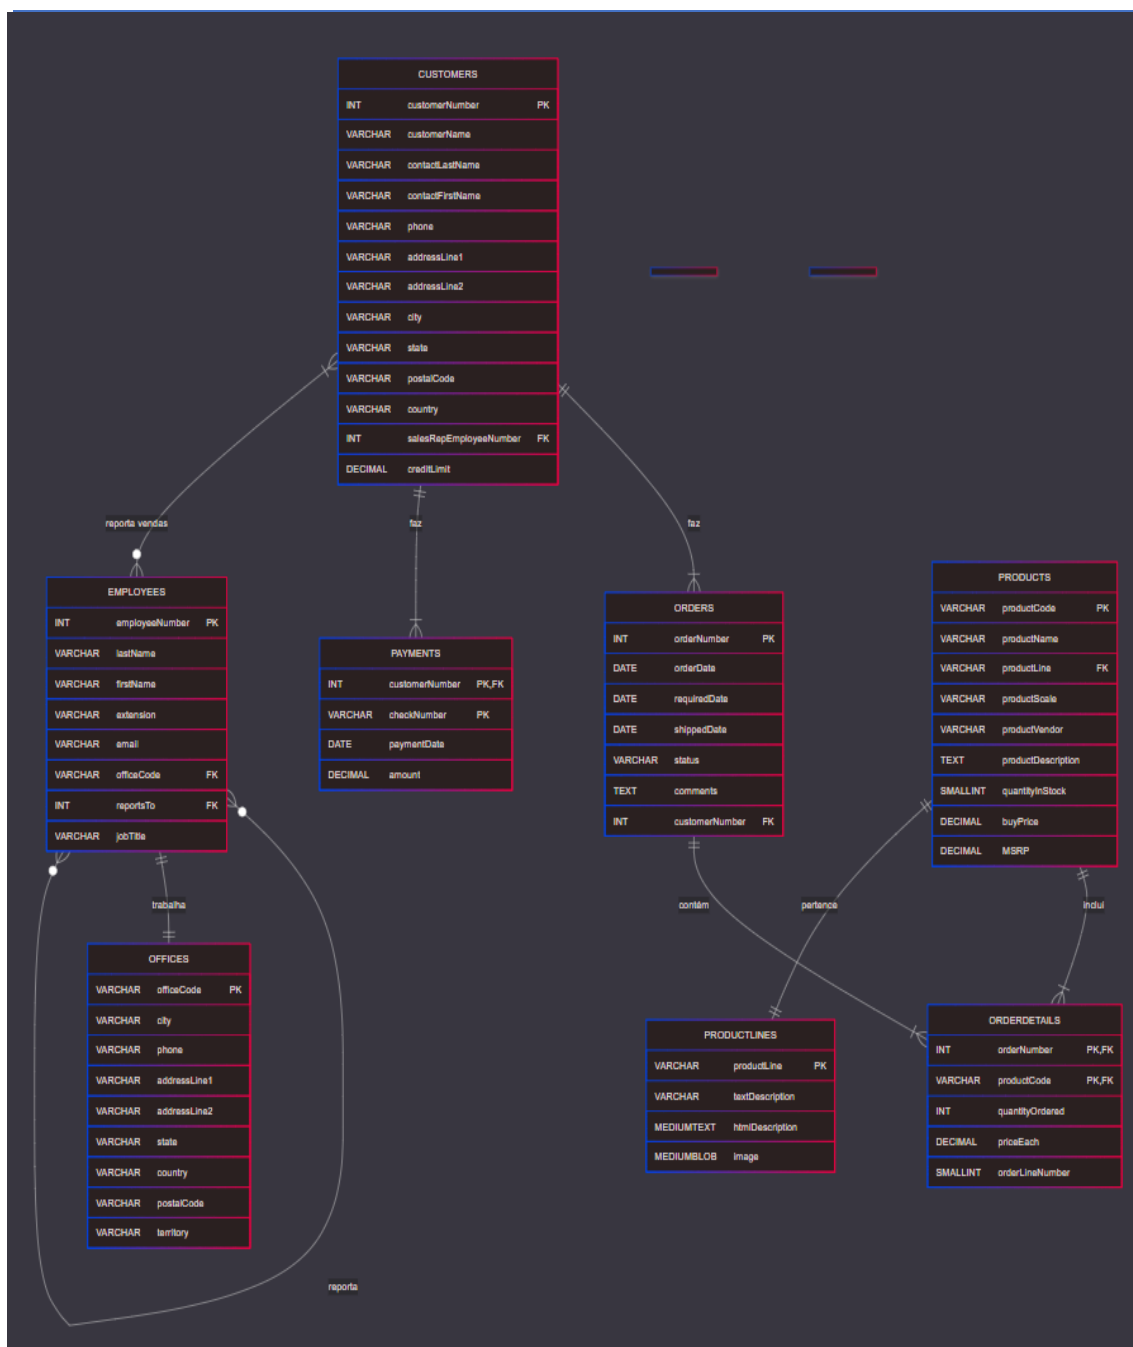 CUSTOMERS
INT customerNumber PK
VARCHAR customerName
VARCHAR contactLastName
VARCHAR contactFirstName
VARCHAR phone
VARCHAR addressLine1
VARCHAR addressLine2
VARCHAR city
VARCHAR state
VARCHAR postalCode
VARCHAR country
INT salesRepEmployeeNumber FK
DECIMAL creditLimit
reporta vendas
faz
faz
EMPLOYEES
INT employeeNumber PK
VARCHAR lastName
VARCHAR firstName
VARCHAR extension
VARCHAR email
VARCHAR officeCode FK
INT reportsTo FK
VARCHAR jobTitle
PAYMENTS
INT customerNumber PK,FK
VARCHAR checkNumber PK
DATE paymentDate
DECIMAL amount
ORDERS
INT orderNumber PK
DATE orderDate
DATE requiredDate
DATE shippedDate
VARCHAR status
TEXT comments
INT customerNumber FK
PRODUCTS
VARCHAR productCode PK
VARCHAR productName
VARCHAR productLine FK
VARCHAR productScale
VARCHAR productVendor
TEXT productDescription
SMALLINT quantityInStock
DECIMAL buyPrice
DECIMAL MSRP
trabalha
contém
pertence
inclui
OFFICES
VARCHAR officeCode PK
VARCHAR city
VARCHAR phone
VARCHAR addressLine1
VARCHAR addressLine2
VARCHAR state
VARCHAR country
VARCHAR postalCode
VARCHAR territory
PRODUCTLINES
VARCHAR productLine PK
VARCHAR textDescription
MEDIUMTEXT htmlDescription
MEDIUMBLOB image
ORDERDETAILS
INT orderNumber PK,FK
VARCHAR productCode PK,FK
INT quantityOrdered
DECIMAL priceEach
SMALLINT orderLineNumber
reporta